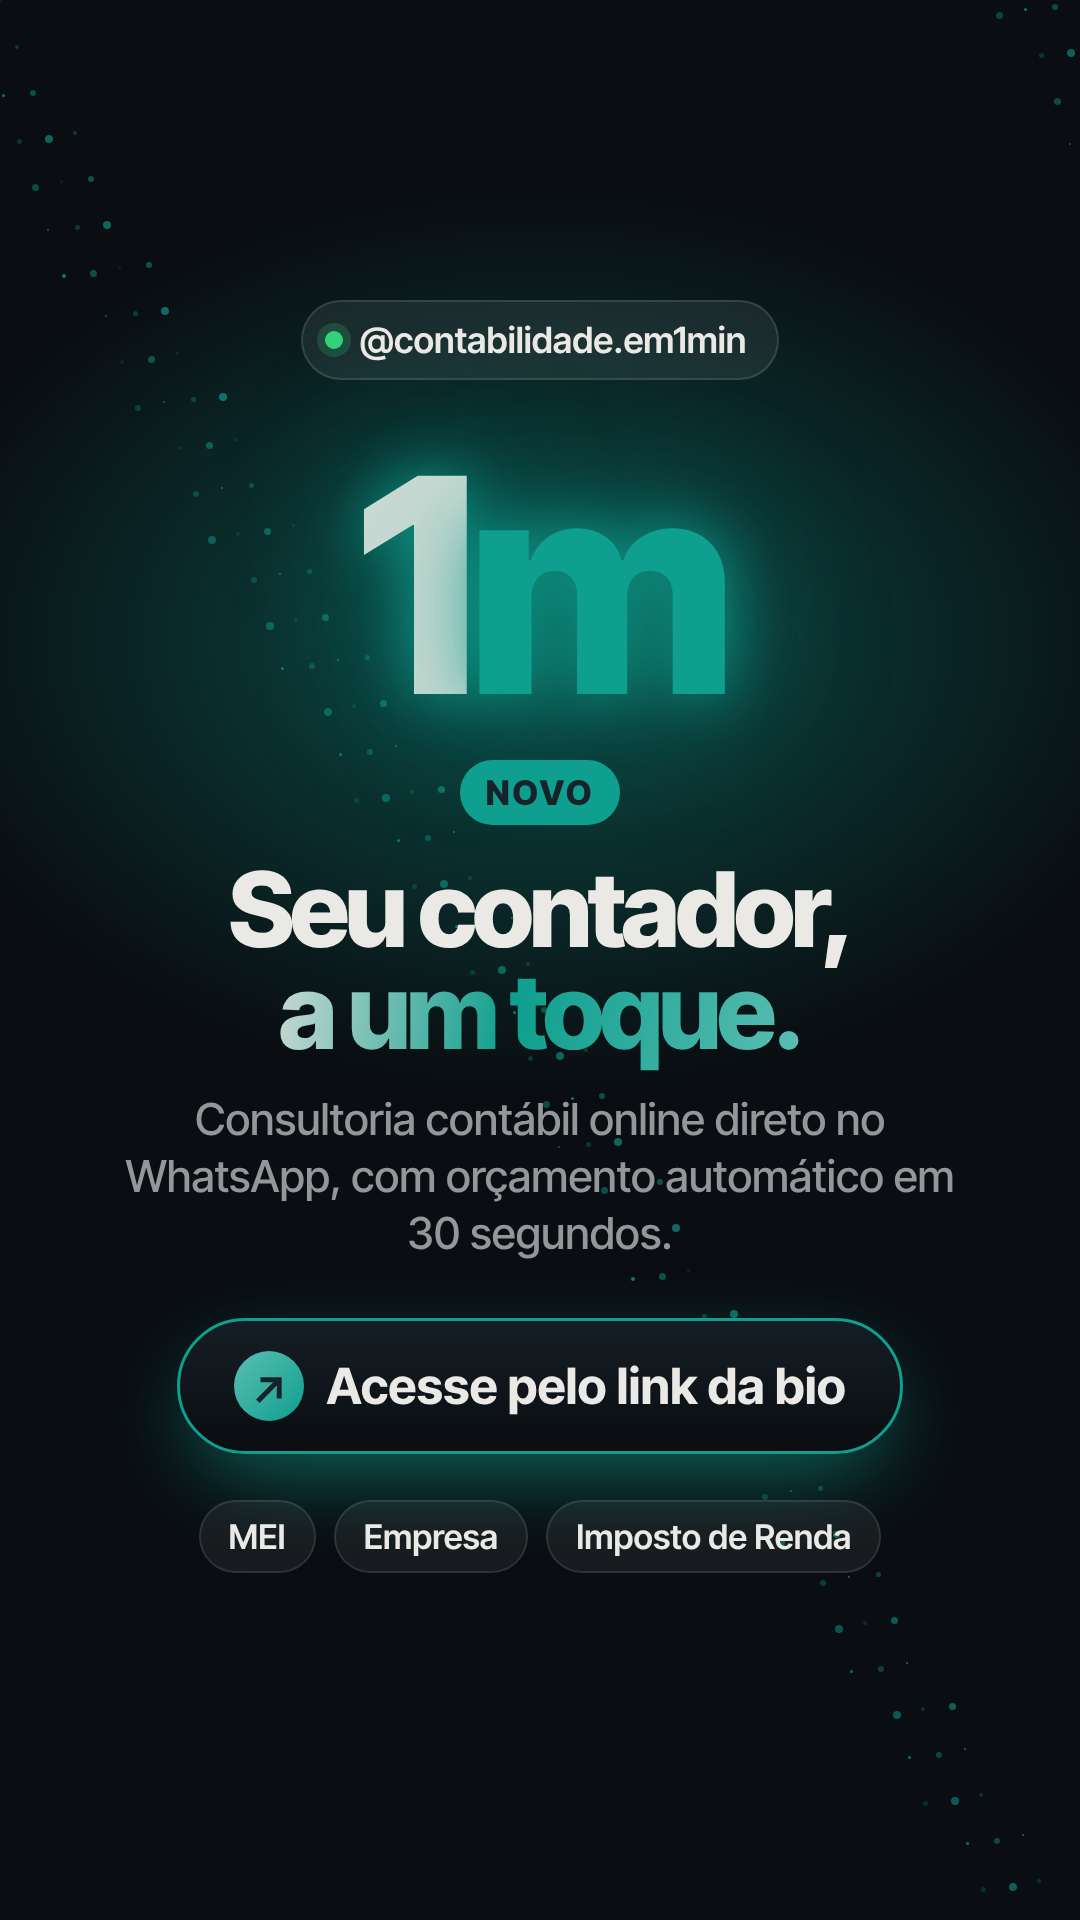 @contabilidade.em1min
1m
NOVO
Seu contador,
a um toque.
Consultoria contábil online direto no
WhatsApp, com orçamento automático em
30 segundos.
Acesse pelo link da bio
MEI
Empresa
Imposto de Renda